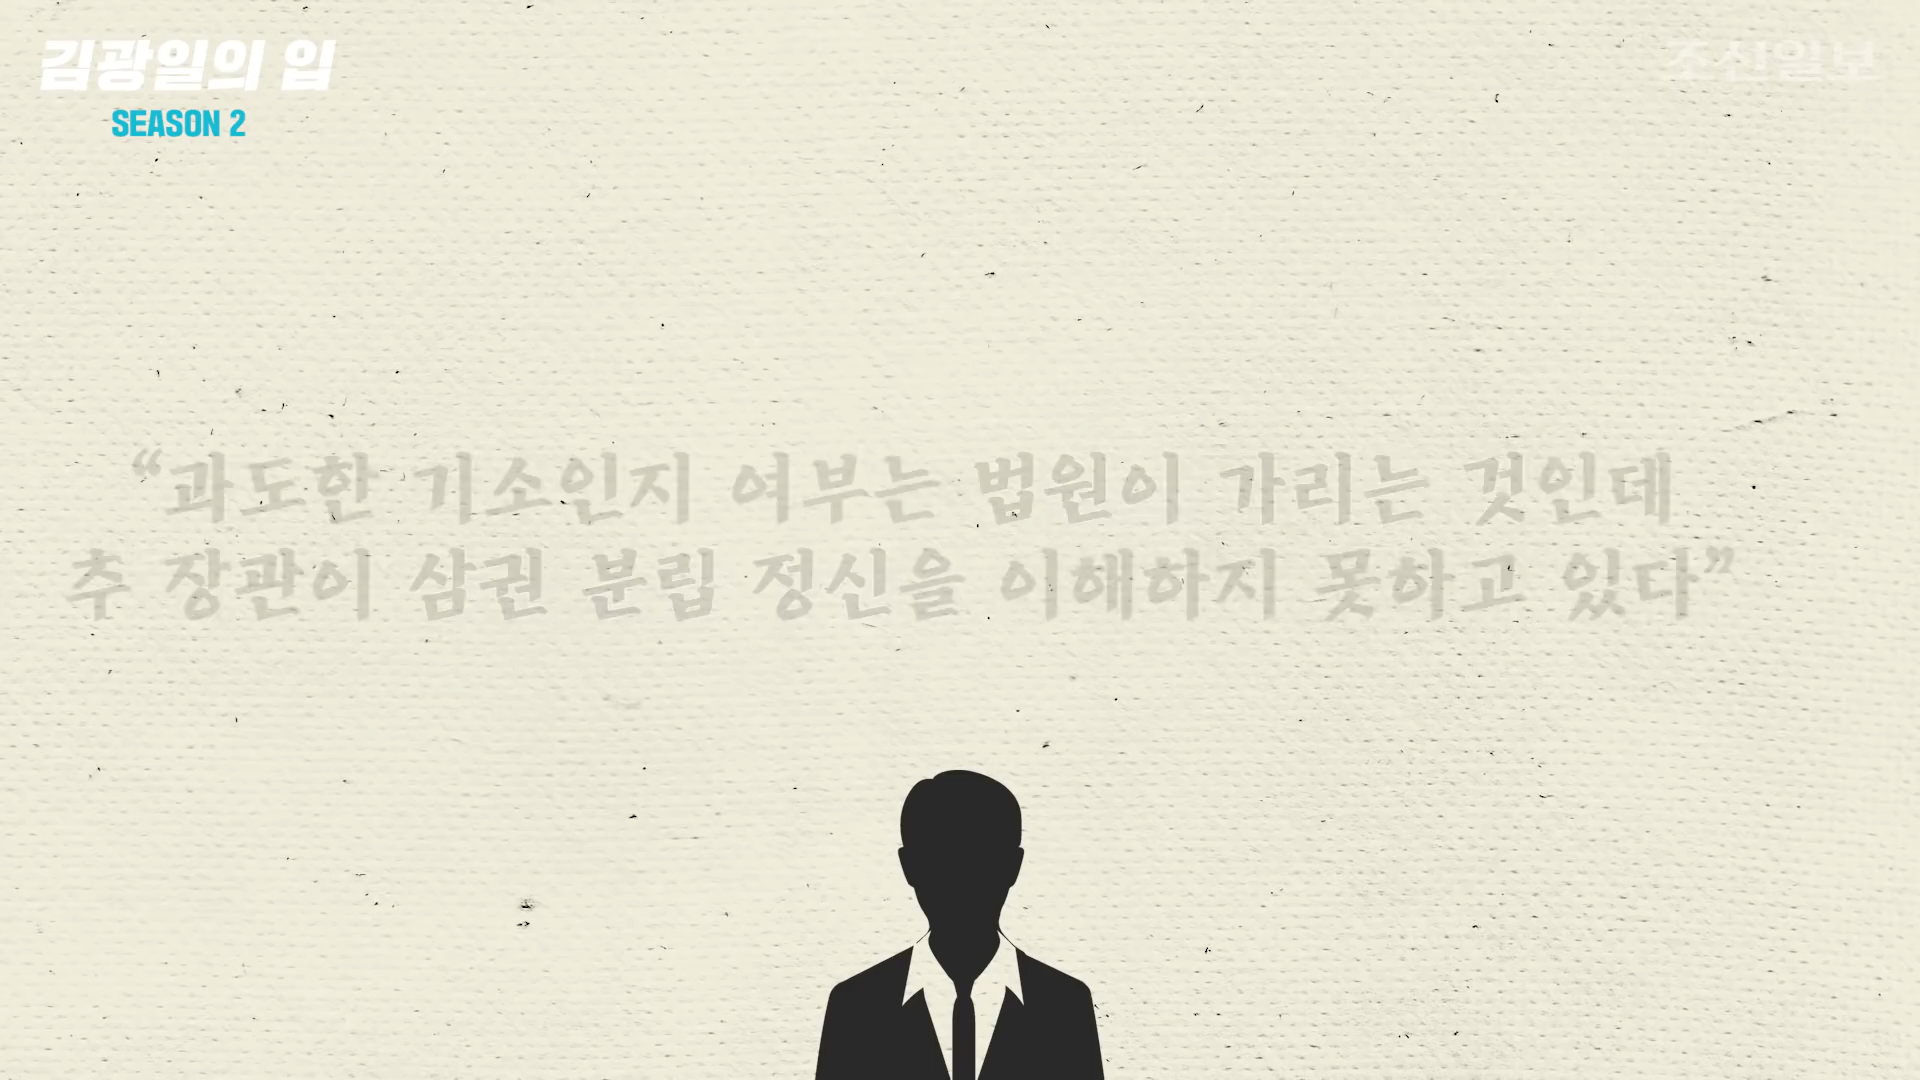 김광일의 입
SEASON 2
조선일보
“과도한 기소인지 여부는 법원이 가리는 것인데
추 장관이 삼권 분립 정신을 이해하지 못하고 있다”